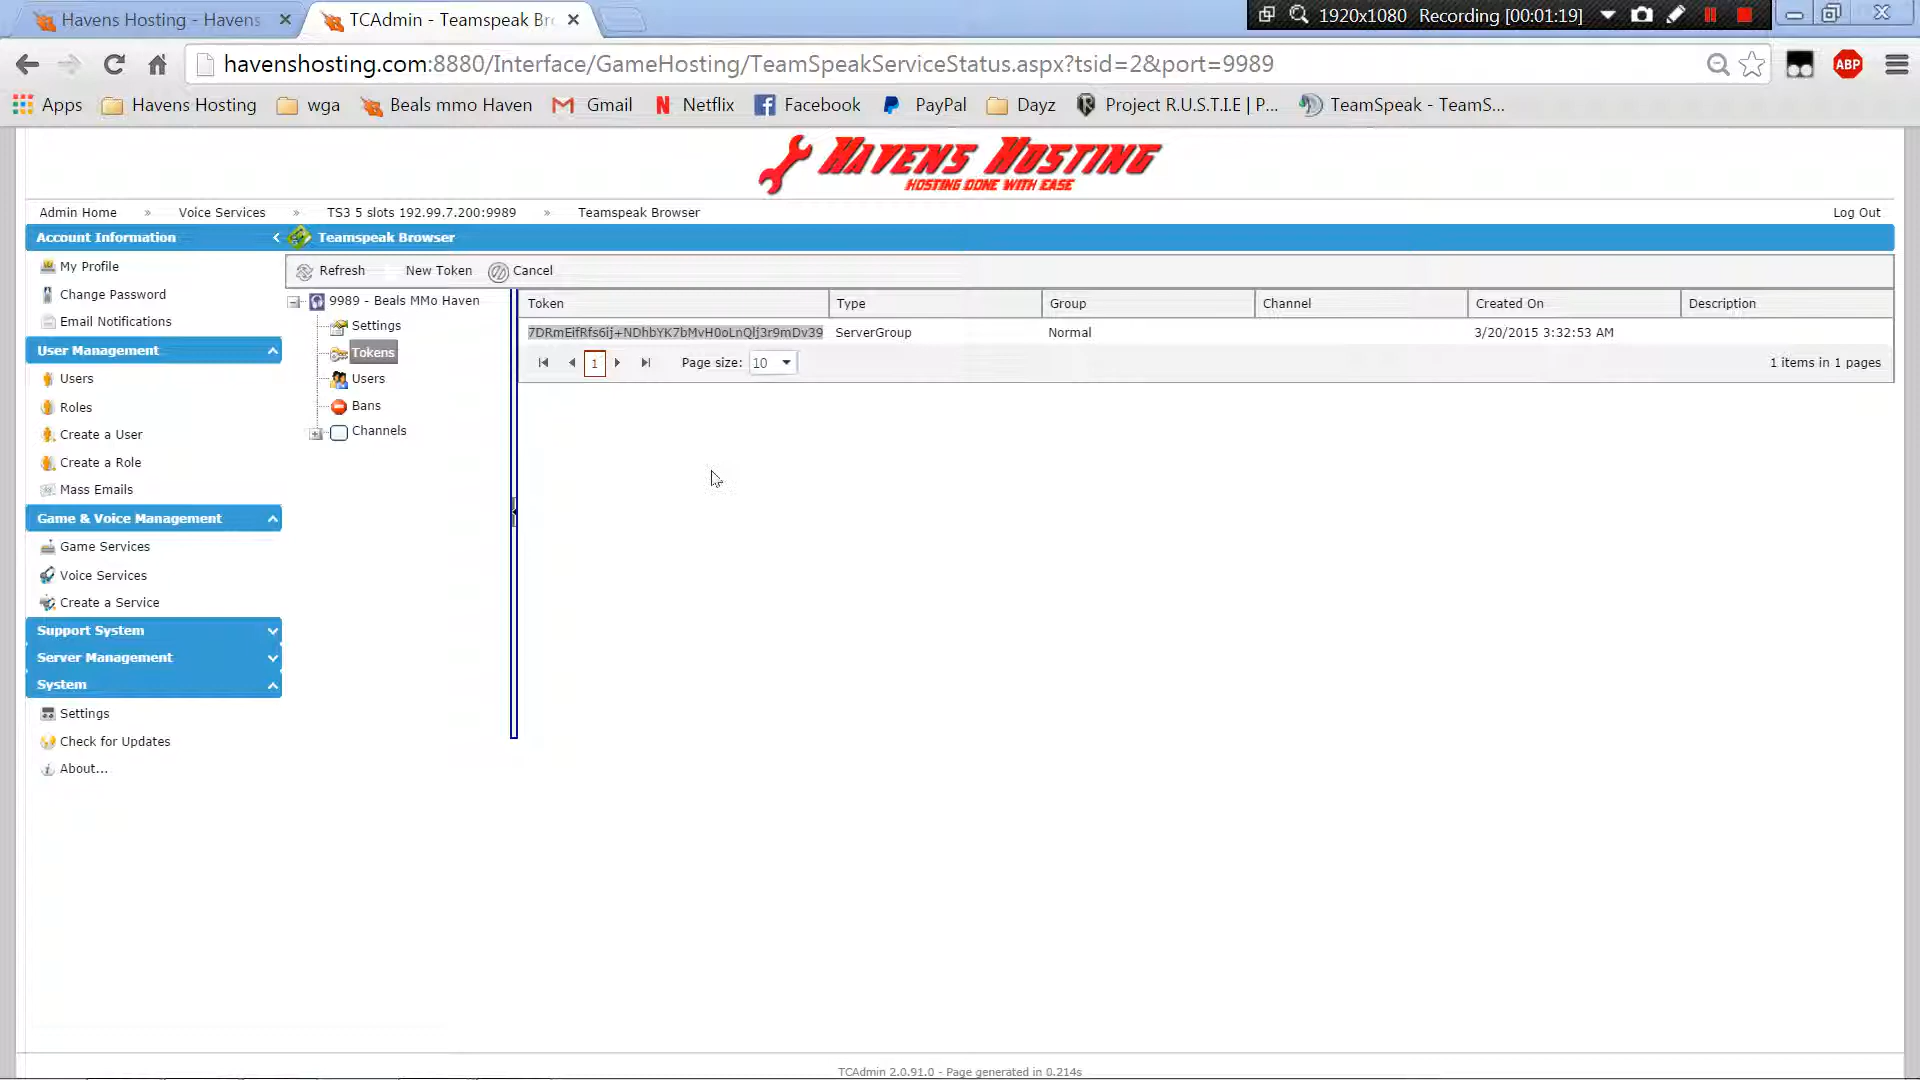 Havens Hosting - Havens
TCAdmin - Teamspeak Br
1920x1080 Recording [00:01:19]
havenshosting.com:8880/Interface/GameHosting/TeamSpeakServiceStatus.aspx?tsid=2&port=9989
ABP
Apps Havens Hosting wga Beals mmo Haven Gmail Netflix Facebook PayPal Dayz Project R.U.S.T.I.E | P... TeamSpeak - TeamS...
HAVENS HOSTING
HOSTING DONE WITH EASE
Admin Home » Voice Services » TS3 5 slots 192.99.7.200:9989 » Teamspeak Browser Log Out
Account Information
Teamspeak Browser
My Profile
Change Password
Email Notifications
User Management
Users
Roles
Create a User
Create a Role
Mass Emails
Game & Voice Management
Game Services
Voice Services
Create a Service
Support System
Server Management
System
Settings
Check for Updates
About...
Refresh New Token Cancel
9989 - Beals MMo Haven
Settings
Tokens
Users
Bans
Channels
Token Type Group Channel Created On Description
7DRmEifRfs6ij+NDhbYK7bMvH0oLnQlj3r9mDv39 ServerGroup Normal 3/20/2015 3:32:53 AM
1 Page size: 10 1 items in 1 pages
TCAdmin 2.0.91.0 - Page generated in 0.214s